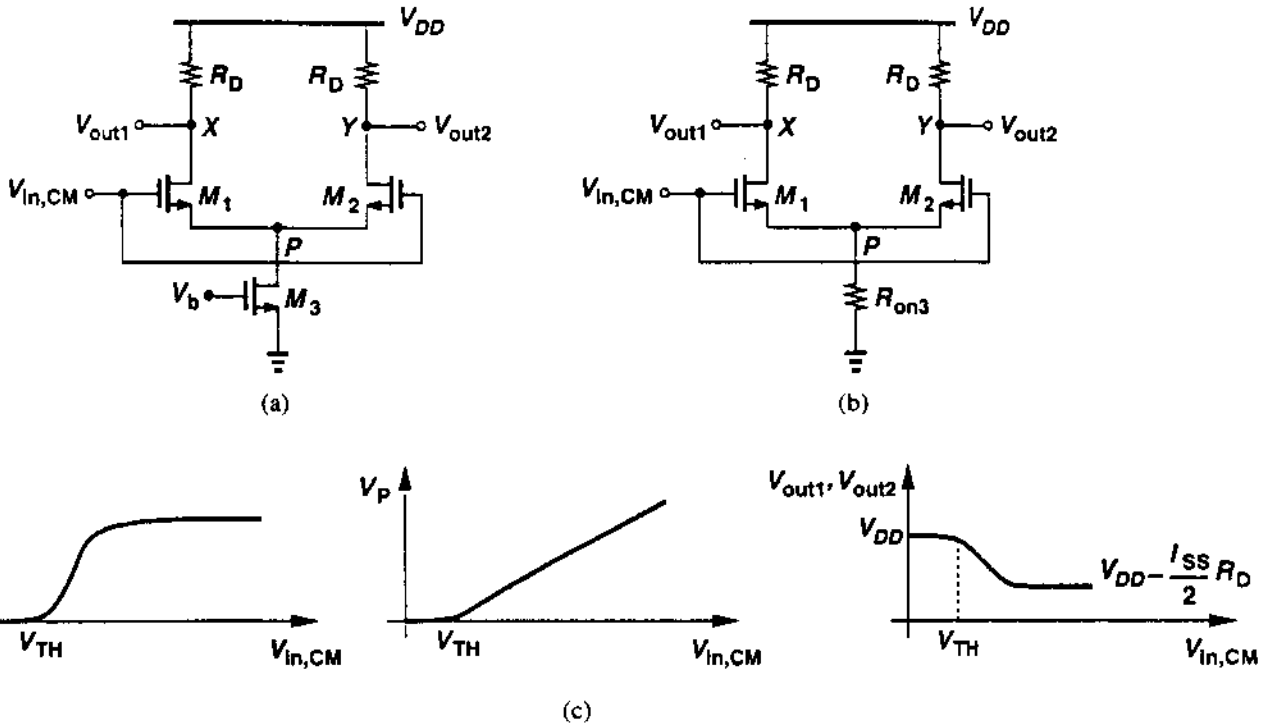 V_DD
R_D
R_D
V_out1
X
Y
V_out2
V_in,CM
M_1
M_2
P
V_b
M_3
(a)
V_DD
R_D
R_D
V_out1
X
Y
V_out2
V_in,CM
M_1
M_2
P
R_on3
(b)
V_TH
V_in,CM
V_P
V_TH
V_in,CM
V_out1, V_out2
V_DD
V_DD - I_SS/2 R_D
V_TH
V_in,CM
(c)